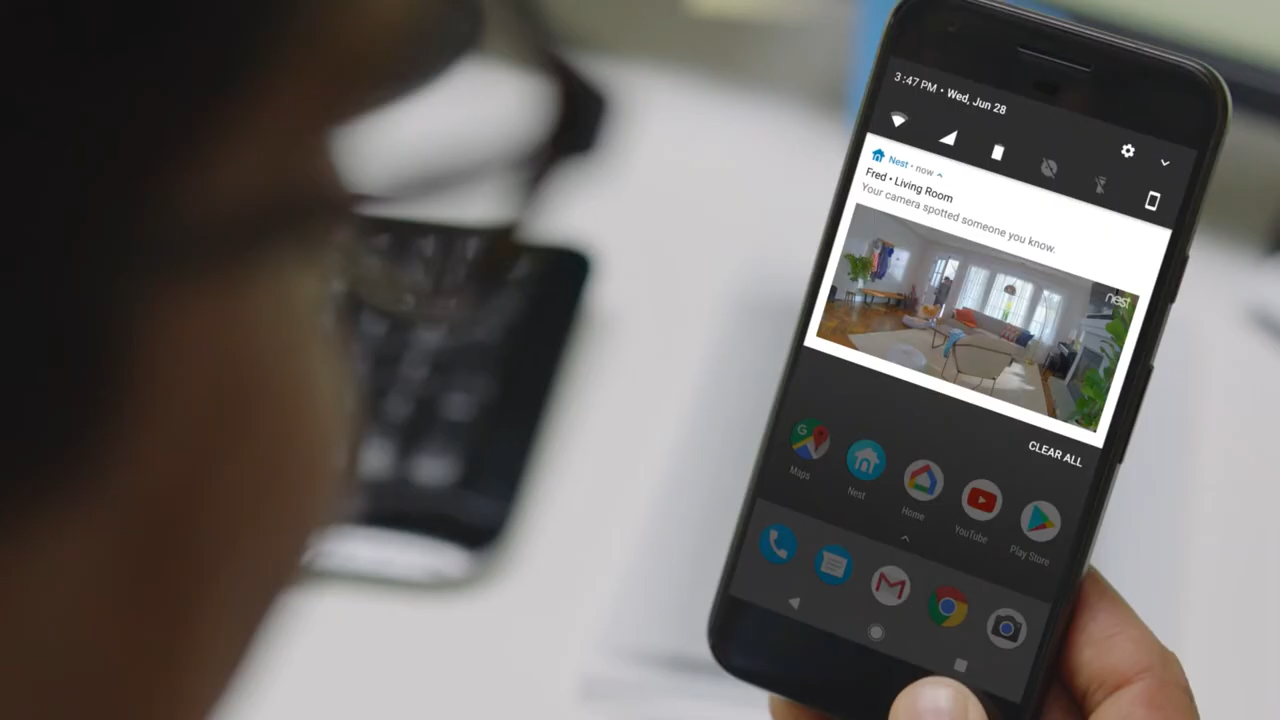 3:47 PM • Wed, Jun 28
Nest • now
Fred • Living Room
Your camera spotted someone you know.
nest
CLEAR ALL
Maps
Nest
Home
YouTube
Play Store